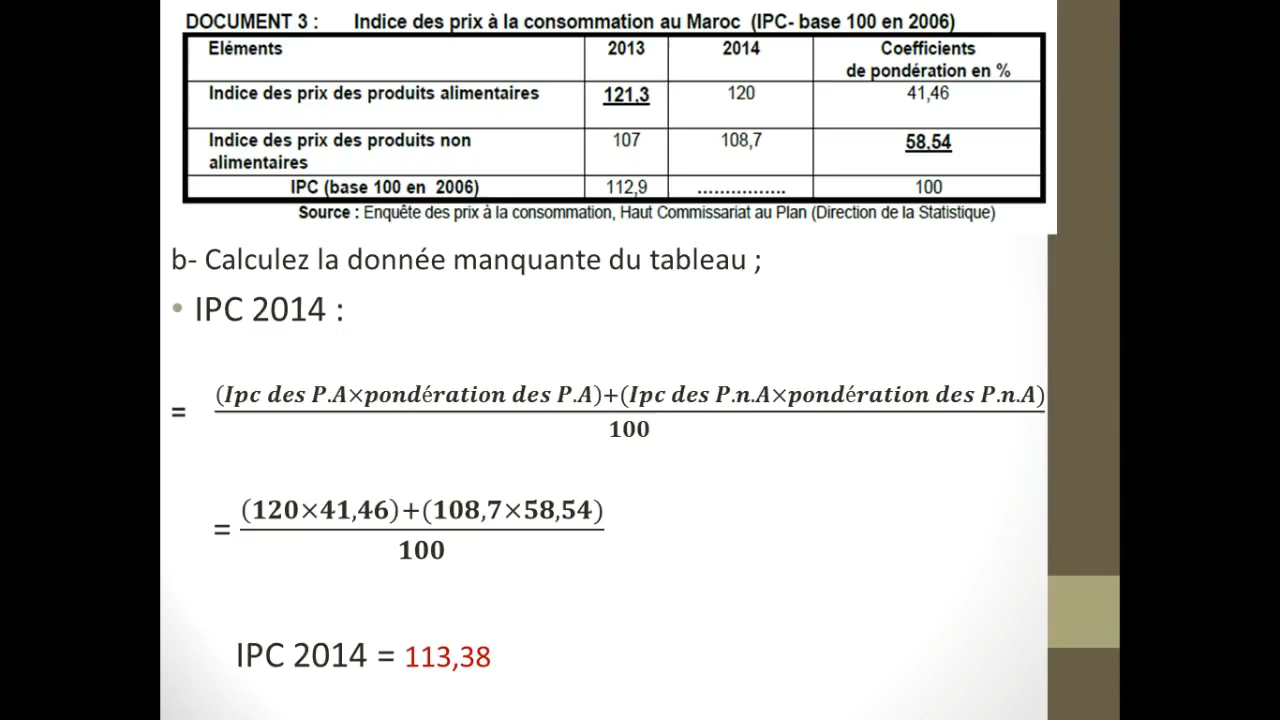 DOCUMENT 3 : Indice des prix à la consommation au Maroc (IPC- base 100 en 2006)
Eléments 2013 2014 Coefficients de pondération en %
Indice des prix des produits alimentaires 121,3 120 41,46
Indice des prix des produits non alimentaires 107 108,7 58,54
IPC (base 100 en 2006) 112,9 ................ 100
Source : Enquête des prix à la consommation, Haut Commissariat au Plan (Direction de la Statistique)
b- Calculez la donnée manquante du tableau ;
• IPC 2014 :
(Ipc des P.A×pondération des P.A)+(Ipc des P.n.A×pondération des P.n.A)
=
100
(120×41,46)+(108,7×58,54)
=
100
IPC 2014 = 113,38